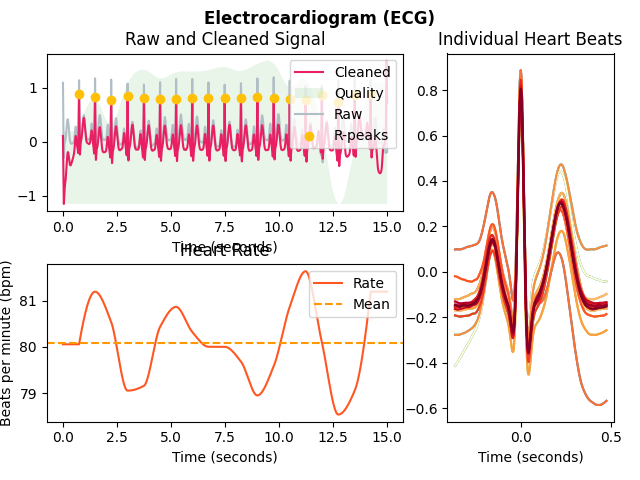 Electrocardiogram (ECG)
Raw and Cleaned Signal
Individual Heart Beats
Cleaned
Quality
Raw
R-peaks
1
0
−1
0.0 2.5 5.0 7.5 10.0 12.5 15.0
Time (seconds)
Heart Rate
Beats per minute (bpm)
Rate
Mean
81
80
79
0.0 2.5 5.0 7.5 10.0 12.5 15.0
Time (seconds)
0.8
0.6
0.4
0.2
0.0
−0.2
−0.4
−0.6
0.0 0.5
Time (seconds)